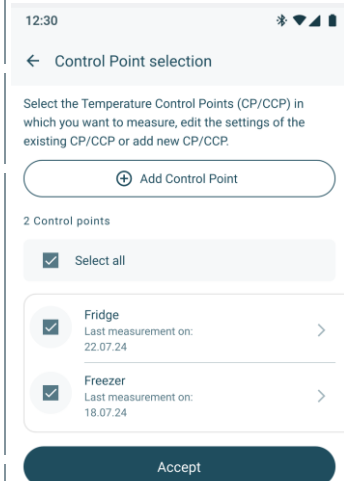 12:30
Control Point selection
Select the Temperature Control Points (CP/CCP) in
which you want to measure, edit the settings of the
existing CP/CCP or add new CP/CCP.
Add Control Point
2 Control points
Select all
Fridge
Last measurement on:
22.07.24
Freezer
Last measurement on:
18.07.24
Accept